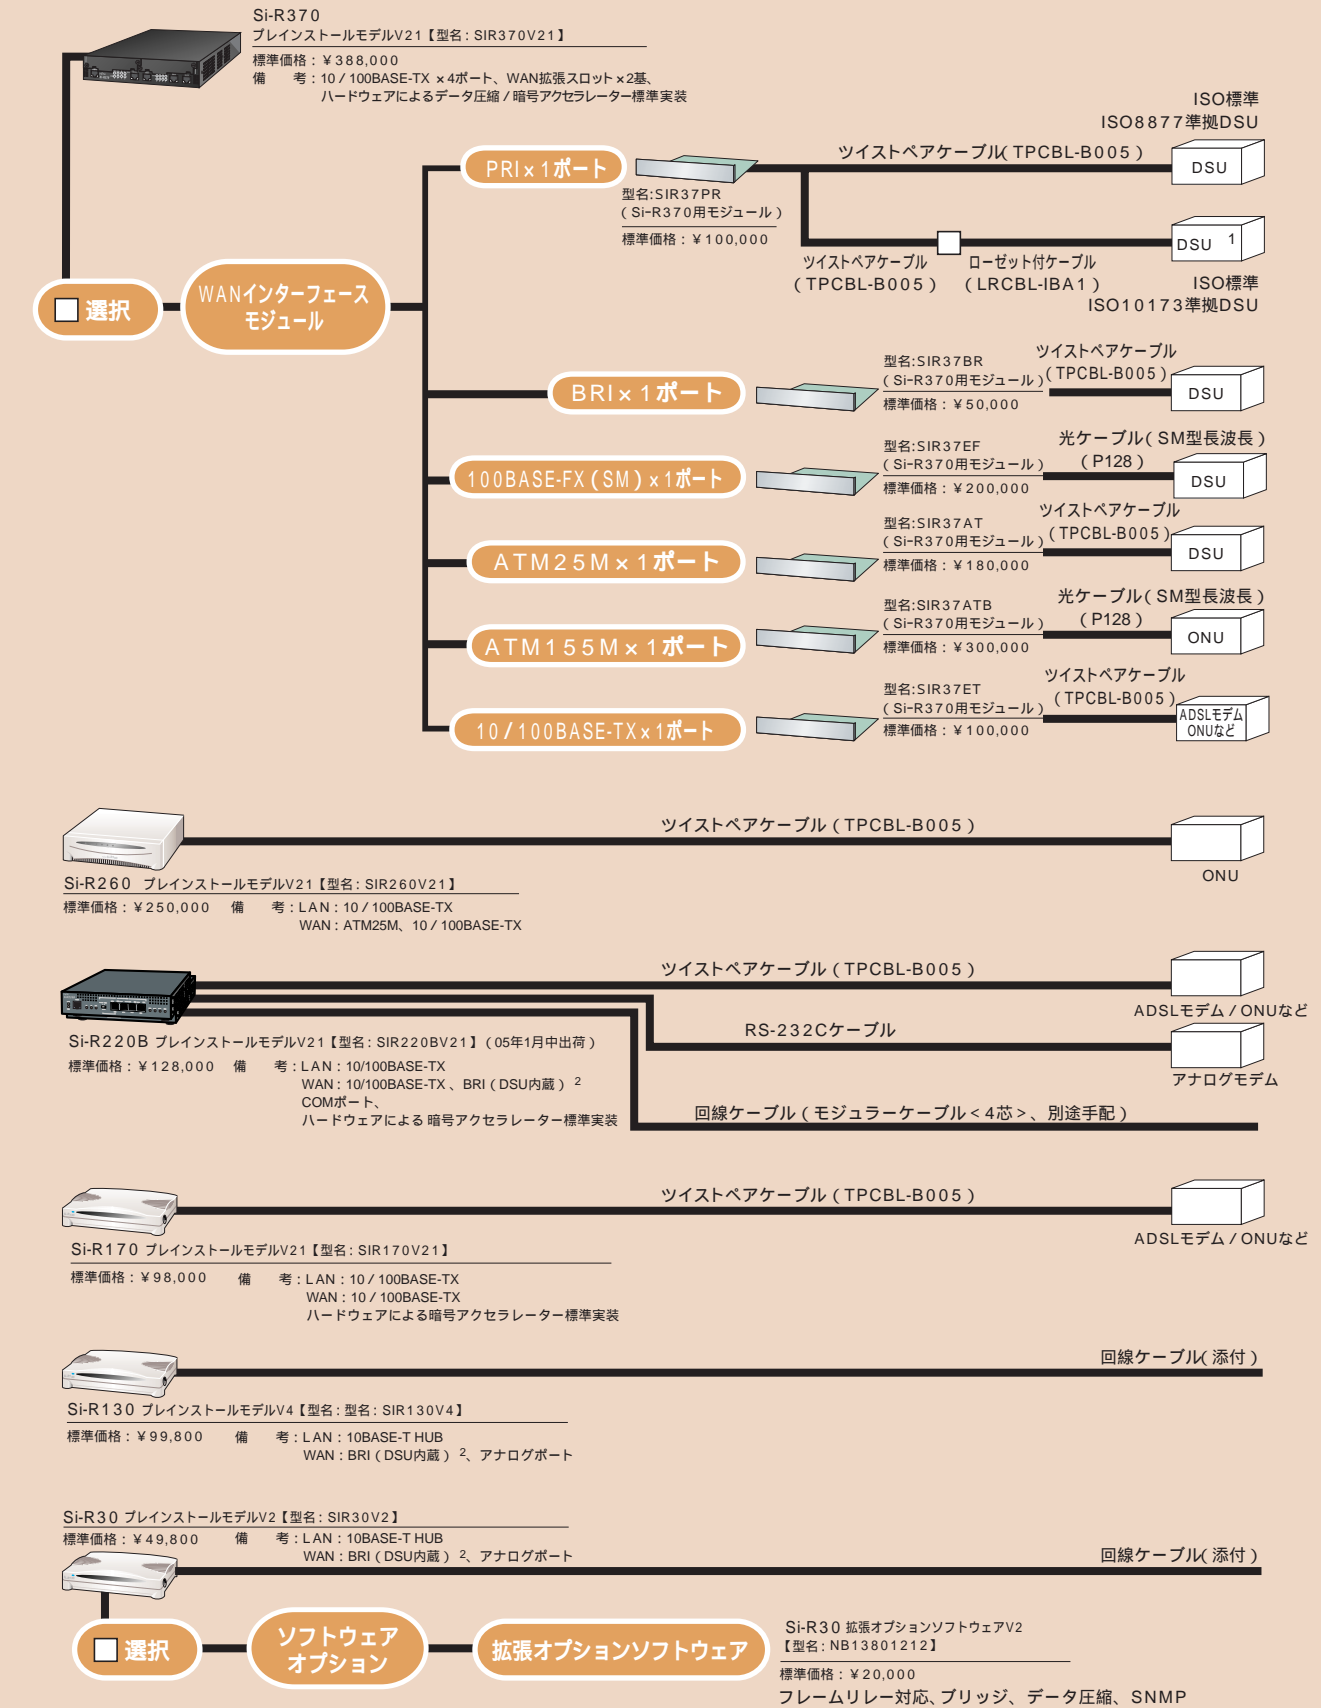 Si-R370
プレインストールモデルV21【型名：SIR370V21】
標準価格：￥388,000
備　考：10／100BASE-TX ×4ポート、WAN拡張スロット×2基、
ハードウェアによるデータ圧縮／暗号アクセラレーター標準実装
ISO標準
ISO8877準拠DSU
PRI×1ポート
ツイストペアケーブル（TPCBL-B005）
DSU
型名:SIR37PR
（Si-R370用モジュール）
標準価格：￥100,000
DSU 1
ツイストペアケーブル
（TPCBL-B005）
ローゼット付ケーブル
（LRCBL-IBA1）
ISO標準
ISO10173準拠DSU
選択
WANインターフェース
モジュール
BRI×1ポート
型名:SIR37BR
（Si-R370用モジュール）
標準価格：￥50,000
ツイストペアケーブル
（TPCBL-B005）
DSU
100BASE-FX（SM）×1ポート
型名:SIR37EF
（Si-R370用モジュール）
標準価格：￥200,000
光ケーブル（SM型長波長）
（P128）
DSU
ATM25M×1ポート
型名:SIR37AT
（Si-R370用モジュール）
標準価格：￥180,000
ツイストペアケーブル
（TPCBL-B005）
DSU
ATM155M×1ポート
型名:SIR37ATB
（Si-R370用モジュール）
標準価格：￥300,000
光ケーブル（SM型長波長）
（P128）
ONU
10／100BASE-TX×1ポート
型名:SIR37ET
（Si-R370用モジュール）
標準価格：￥100,000
ツイストペアケーブル
（TPCBL-B005）
ADSLモデム
ONUなど
ツイストペアケーブル（TPCBL-B005）
ONU
Si-R260 プレインストールモデルV21【型名：SIR260V21】
標準価格：￥250,000　備　考：LAN：10／100BASE-TX
WAN：ATM25M、10／100BASE-TX
ツイストペアケーブル（TPCBL-B005）
ADSLモデム／ONUなど
RS-232Cケーブル
アナログモデム
Si-R220B プレインストールモデルV21【型名：SIR220BV21】（05年1月中出荷）
標準価格：￥128,000　備　考：LAN：10/100BASE-TX
WAN：10/100BASE-TX 、BRI（DSU内蔵） 2
COMポート、
ハードウェアによる 暗号アクセラレーター標準実装
回線ケーブル（モジュラーケーブル＜4芯＞、別途手配）
ツイストペアケーブル（TPCBL-B005）
ADSLモデム／ONUなど
Si-R170 プレインストールモデルV21【型名：SIR170V21】
標準価格：￥98,000　備　考：LAN：10／100BASE-TX
WAN：10／100BASE-TX
ハードウェアによる暗号アクセラレーター標準実装
回線ケーブル（添付）
Si-R130 プレインストールモデルV4【型名：型名：SIR130V4】
標準価格：￥99,800　備　考：LAN：10BASE-T HUB
WAN：BRI（DSU内蔵） 2、アナログポート
Si-R30 プレインストールモデルV2【型名：SIR30V2】
標準価格：￥49,800　備　考：LAN：10BASE-T HUB
WAN：BRI（DSU内蔵） 2、アナログポート
回線ケーブル（添付）
選択
ソフトウェア
オプション
拡張オプションソフトウェア
Si-R30 拡張オプションソフトウェアV2
【型名：NB13801212】
標準価格：￥20,000
フレームリレー対応、ブリッジ、データ圧縮、SNMP